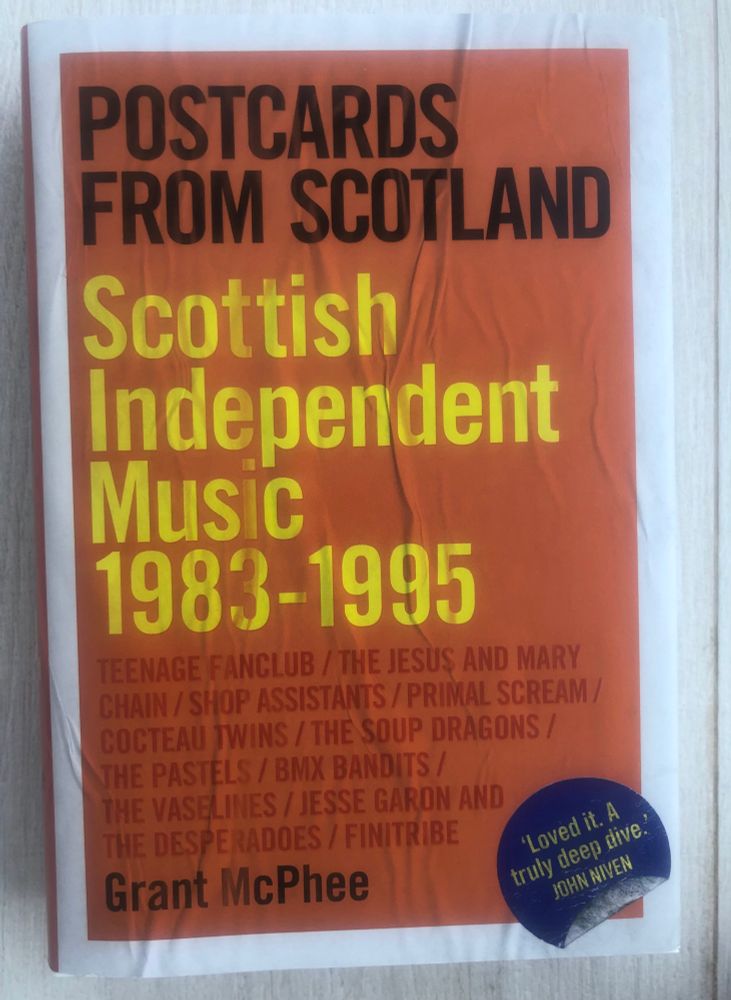 POSTCARDS
FROM SCOTLAND
Scottish
Independent
Music
1983-1995
TEENAGE FANCLUB / THE JESUS AND MARY
CHAIN / SHOP ASSISTANTS / PRIMAL SCREAM /
COCTEAU TWINS / THE SOUP DRAGONS /
THE PASTELS / BMX BANDITS /
THE VASELINES / JESSE GARON AND
THE DESPERADOES / FINITRIBE
Grant McPhee
'Loved it. A
truly deep dive.'
JOHN NIVEN